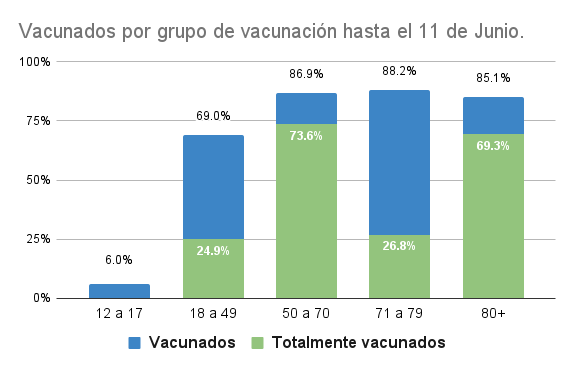 Vacunados por grupo de vacunación hasta el 11 de Junio.
100%
75%
50%
25%
0%
6.0%
69.0%
24.9%
86.9%
73.6%
88.2%
26.8%
85.1%
69.3%
12 a 17
18 a 49
50 a 70
71 a 79
80+
Vacunados
Totalmente vacunados